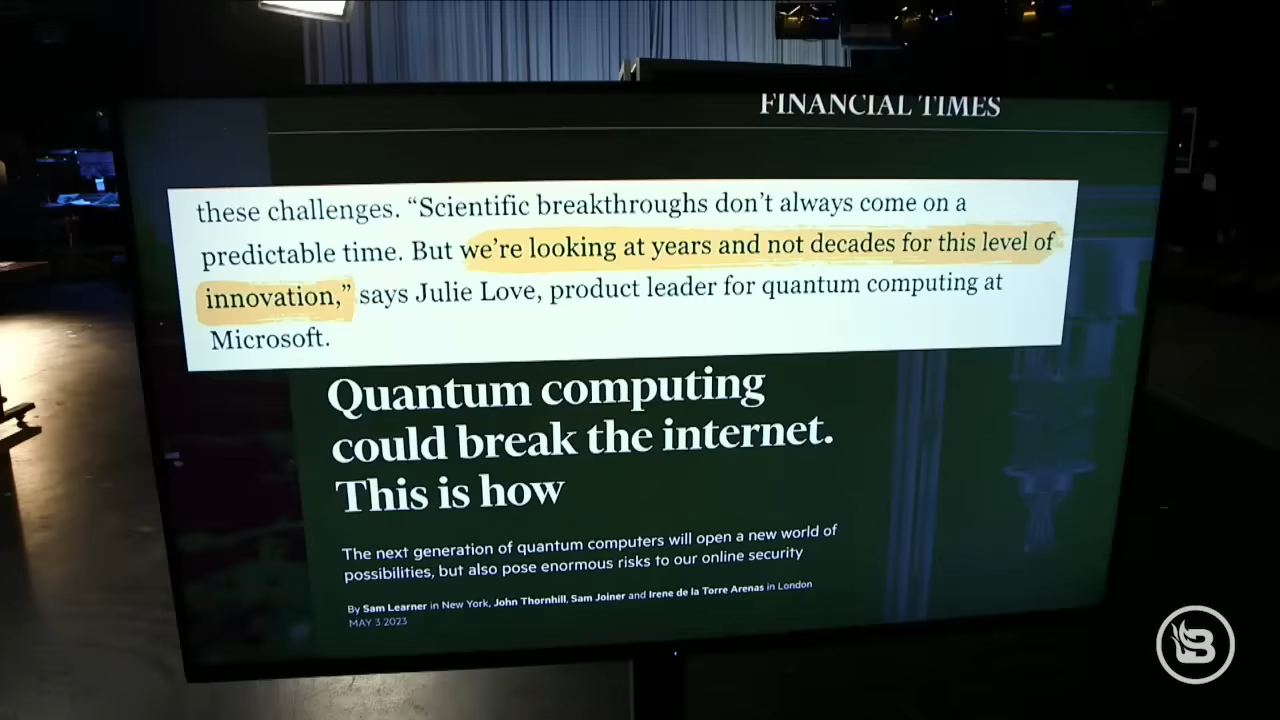 FINANCIAL TIMES
these challenges. “Scientific breakthroughs don’t always come on a
predictable time. But we’re looking at years and not decades for this level of
innovation,” says Julie Love, product leader for quantum computing at
Microsoft.
Quantum computing
could break the internet.
This is how
The next generation of quantum computers will open a new world of
possibilities, but also pose enormous risks to our online security
By Sam Learner in New York, John Thornhill, Sam Joiner and Irene de la Torre Arenas in London
MAY 3 2023
B